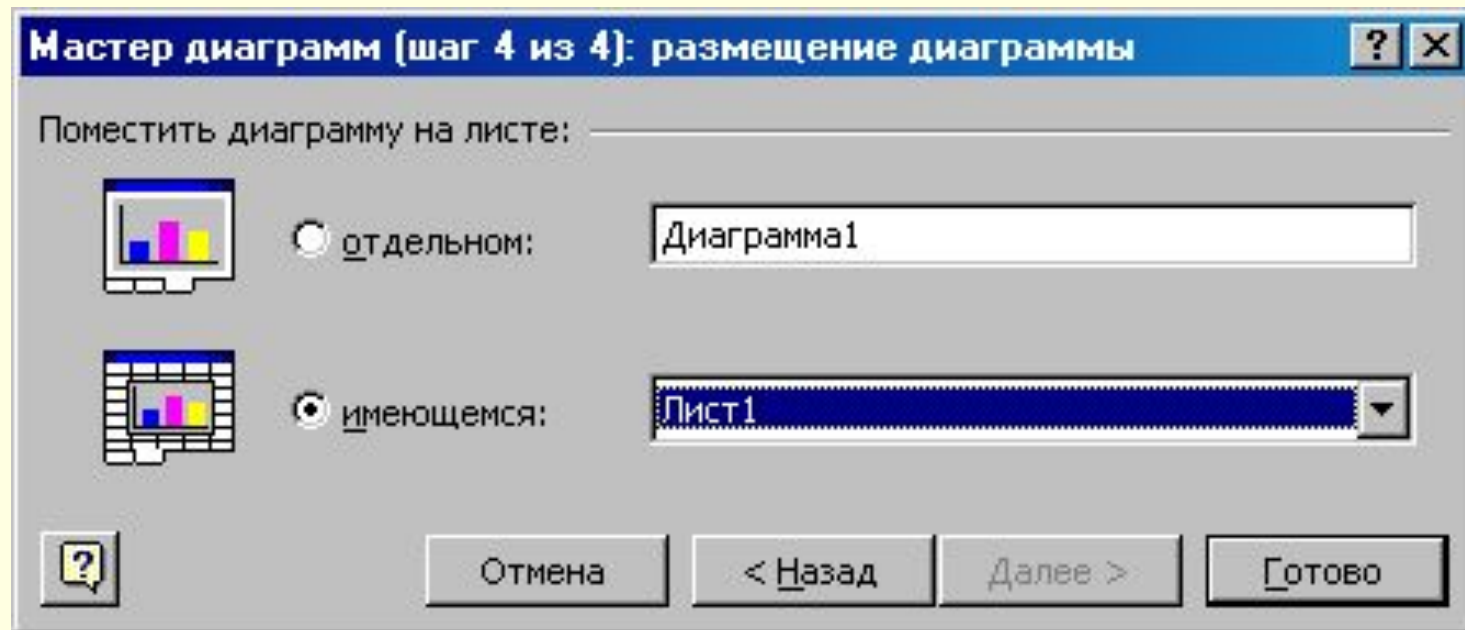 Мастер диаграмм (шаг 4 из 4): размещение диаграммы
Поместить диаграмму на листе:
отдельном:
Диаграмма1
имеющемся:
Лист1
Отмена
< Назад
Далее >
Готово